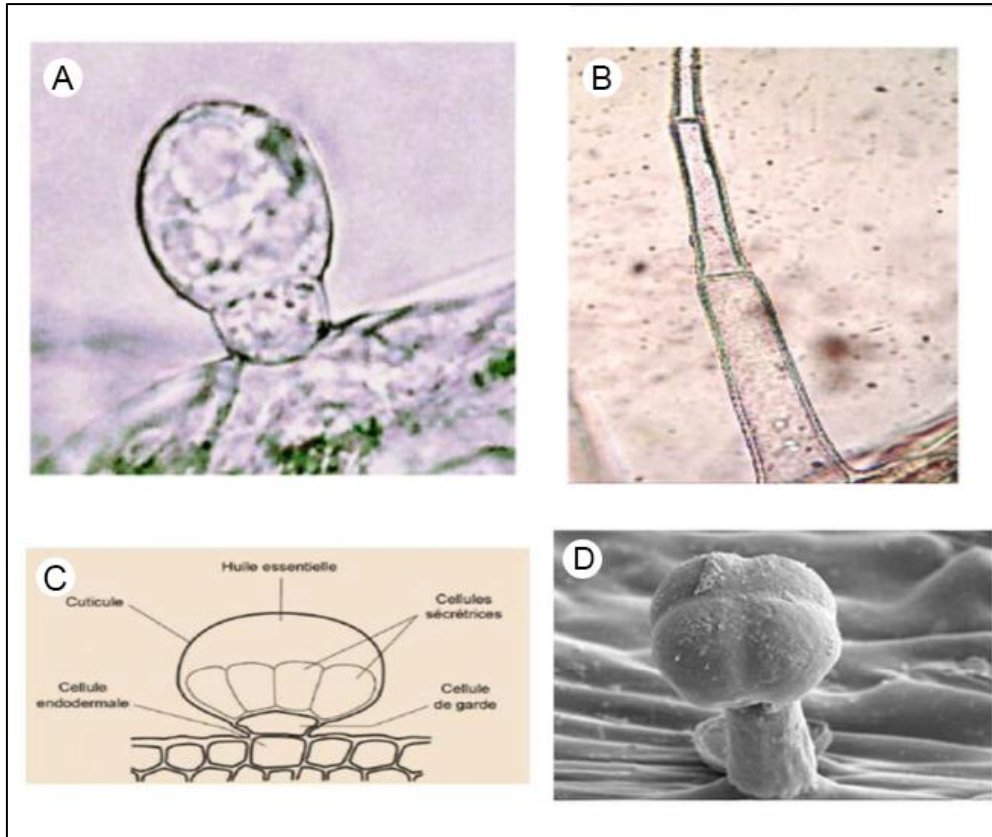 A
B
C
Huile essentielle
Cuticule
Cellules
sécrétrices
Cellule
endodermale
Cellule
de garde
D